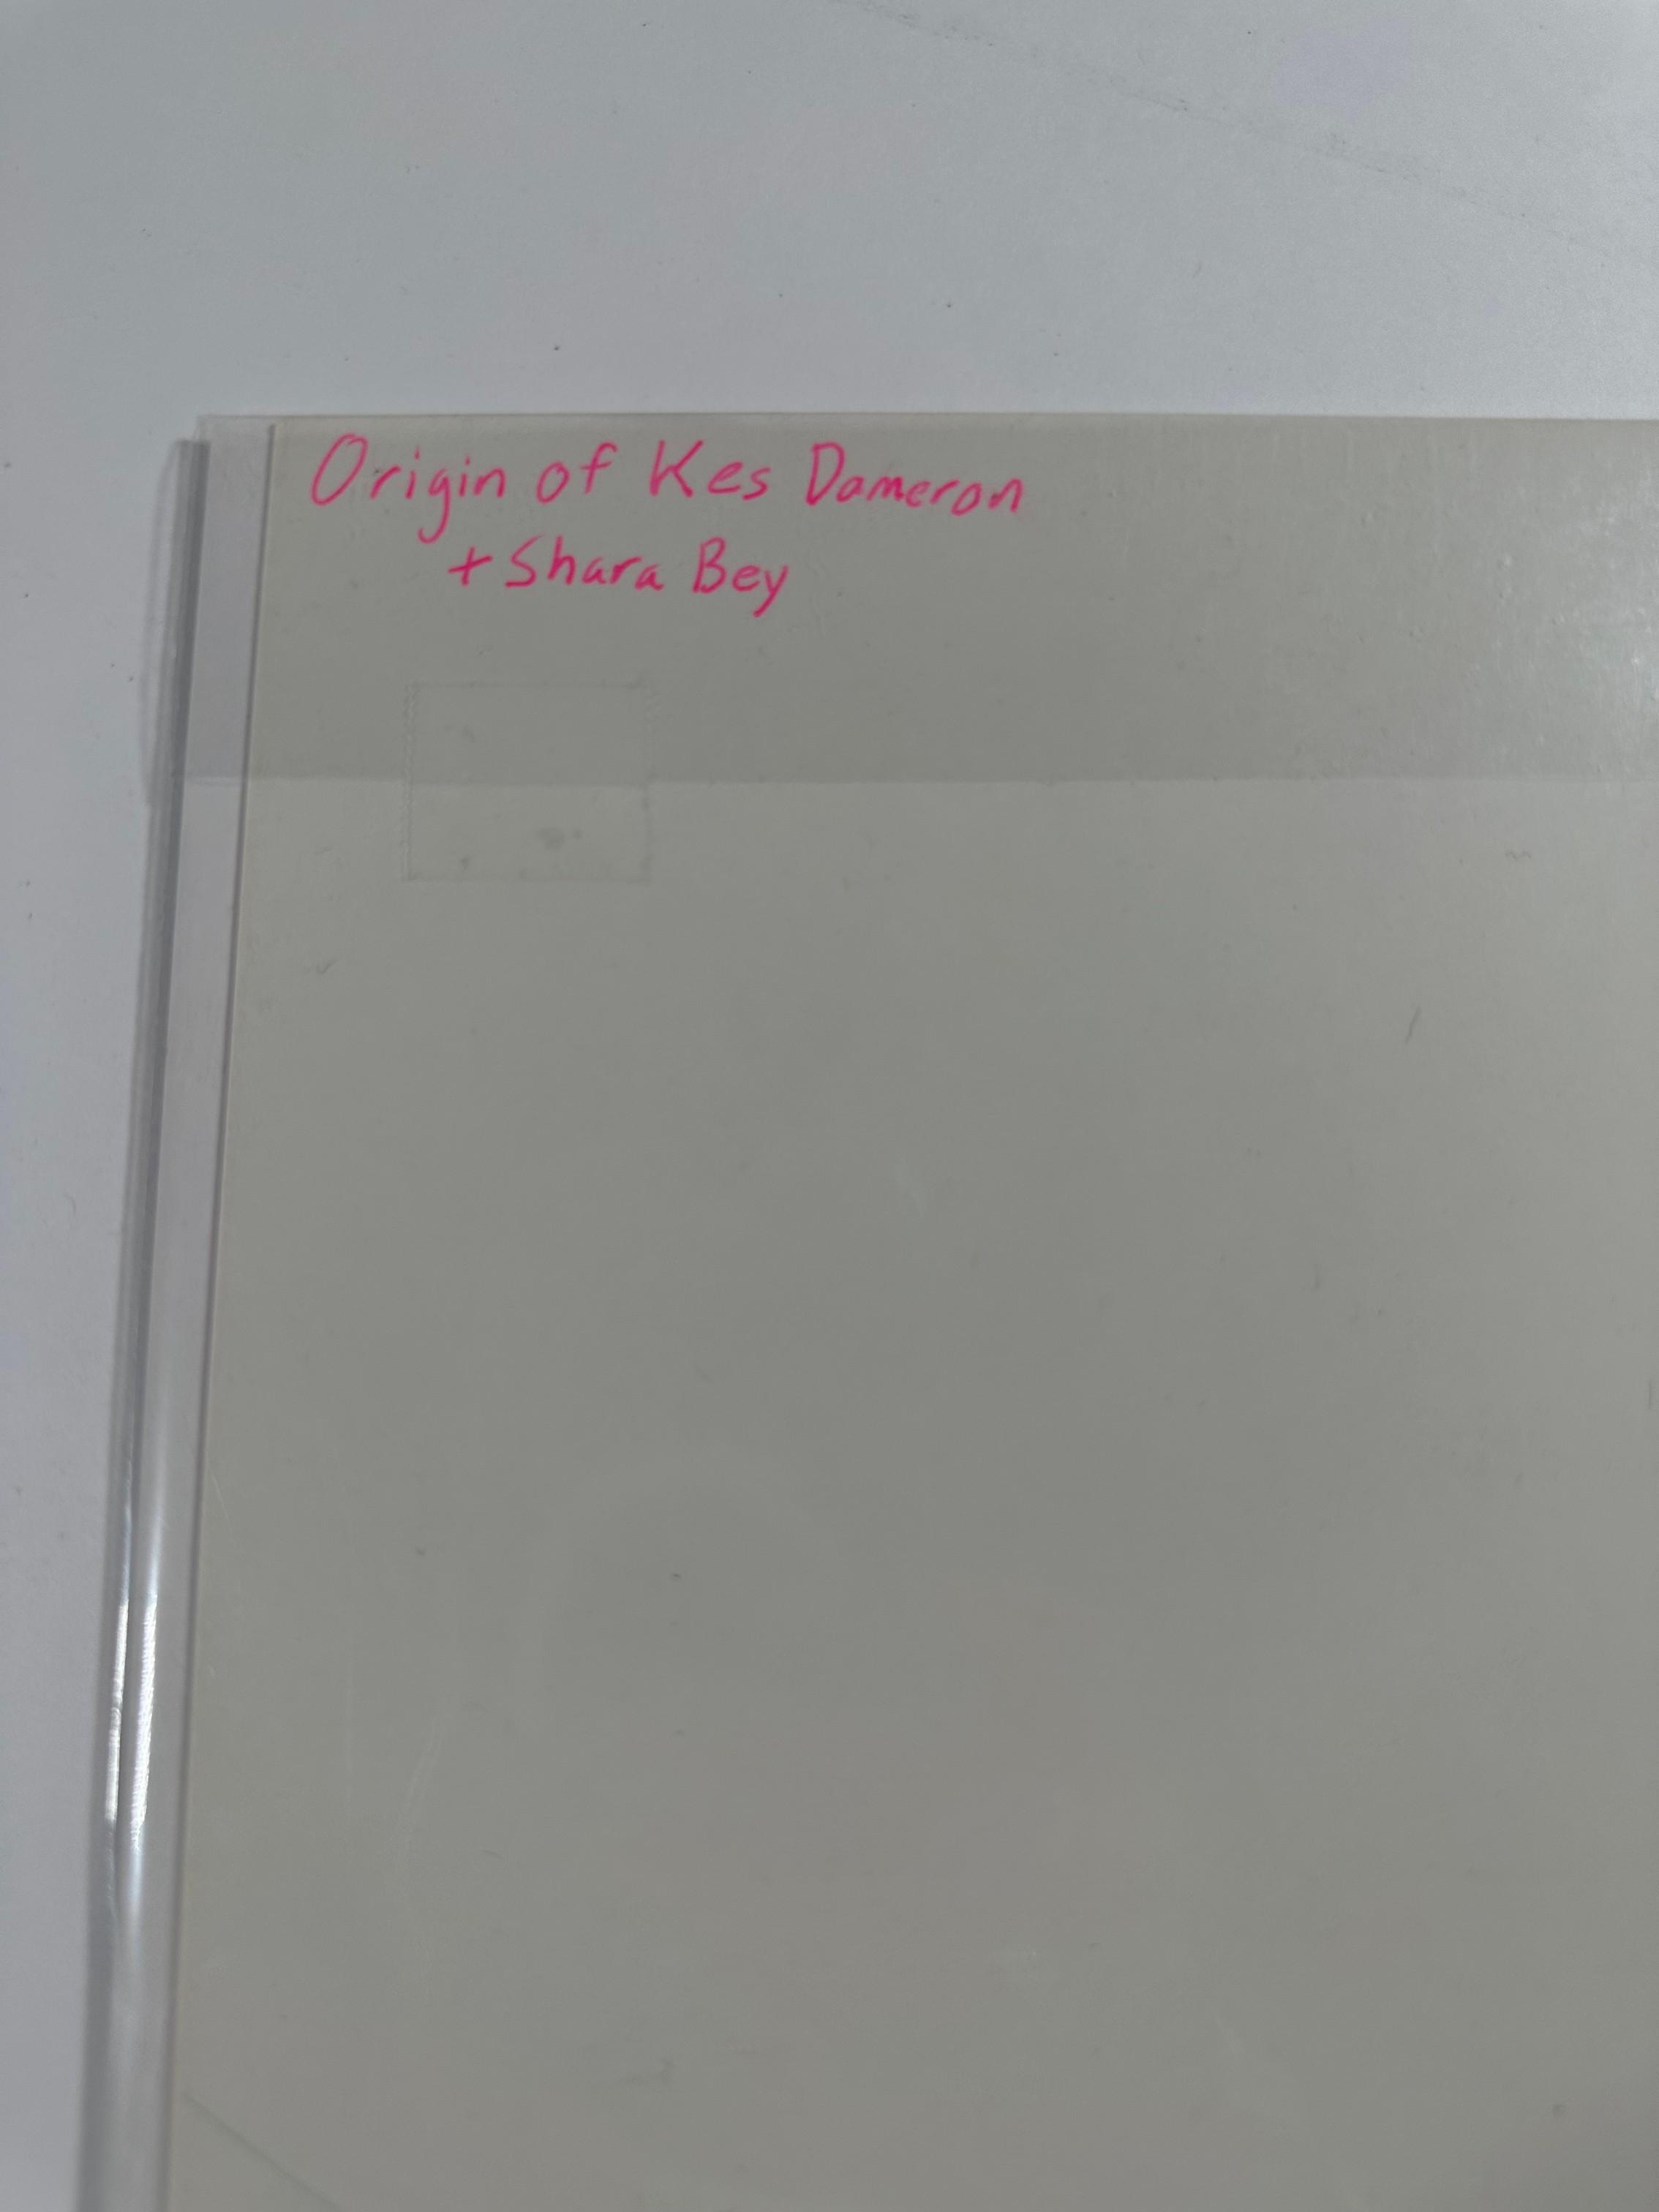 Origin of Kes Dameron
+ Shara Bey